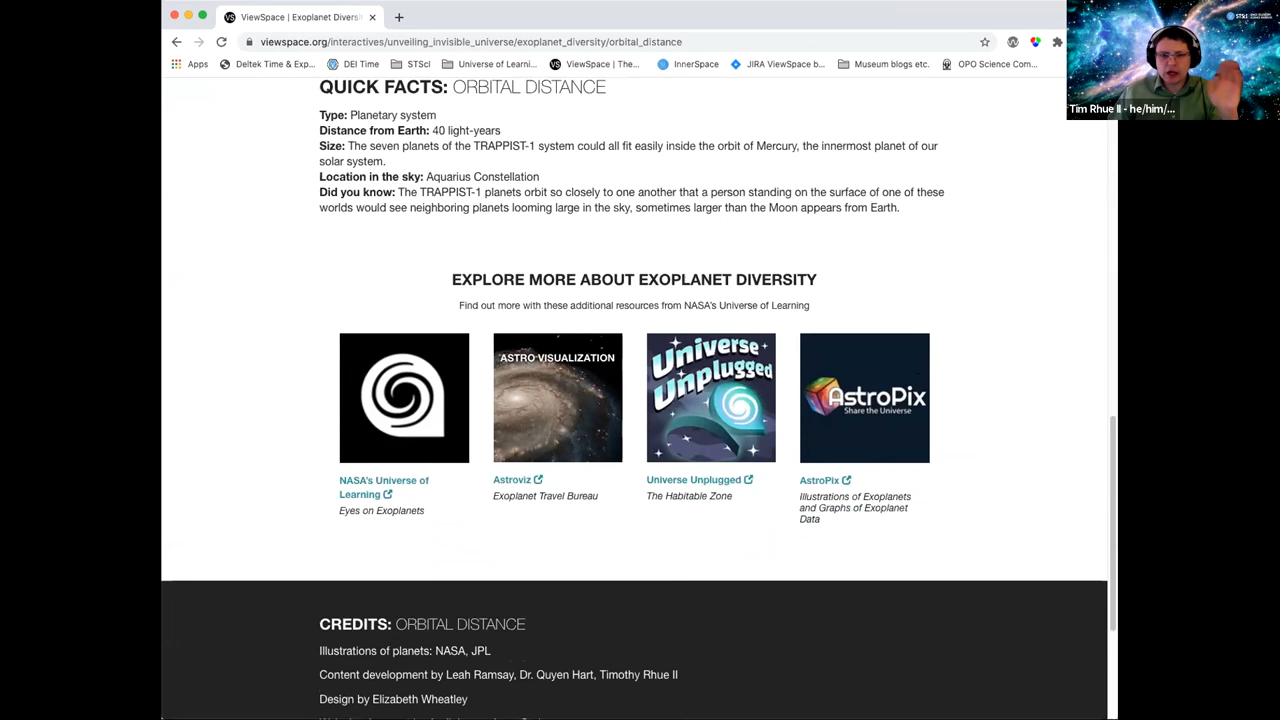 ViewSpace | Exoplanet Diversi
viewspace.org/interactives/unveiling_invisible_universe/exoplanet_diversity/orbital_distance
Apps
Deltek Time & Exp...
DEI Time
STScI
Universe of Learni...
ViewSpace | The...
InnerSpace
JIRA ViewSpace b...
Museum blogs etc.
OPO Science Com...
STScI
Tim Rhue II - he/him/...
QUICK FACTS: ORBITAL DISTANCE
Type: Planetary system
Distance from Earth: 40 light-years
Size: The seven planets of the TRAPPIST-1 system could all fit easily inside the orbit of Mercury, the innermost planet of our
solar system.
Location in the sky: Aquarius Constellation
Did you know: The TRAPPIST-1 planets orbit so closely to one another that a person standing on the surface of one of these
worlds would see neighboring planets looming large in the sky, sometimes larger than the Moon appears from Earth.
EXPLORE MORE ABOUT EXOPLANET DIVERSITY
Find out more with these additional resources from NASA's Universe of Learning
ASTRO VISUALIZATION
Universe
Unplugged
AstroPix
Share the Universe
NASA's Universe of
Learning
Eyes on Exoplanets
Astroviz
Exoplanet Travel Bureau
Universe Unplugged
The Habitable Zone
AstroPix
Illustrations of Exoplanets
and Graphs of Exoplanet
Data
CREDITS: ORBITAL DISTANCE
Illustrations of planets: NASA, JPL
Content development by Leah Ramsay, Dr. Quyen Hart, Timothy Rhue II
Design by Elizabeth Wheatley